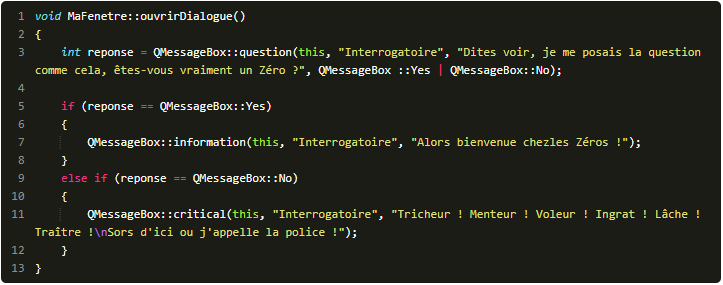 1 void MaFenetre::ouvrirDialogue()
2 {
3 int reponse = QMessageBox::question(this, "Interrogatoire", "Dites voir, je me posais la question
comme cela, êtes-vous vraiment un Zéro ?", QMessageBox ::Yes | QMessageBox::No);
4
5 if (reponse == QMessageBox::Yes)
6 {
7 QMessageBox::information(this, "Interrogatoire", "Alors bienvenue chezles Zéros !");
8 }
9 else if (reponse == QMessageBox::No)
10 {
11 QMessageBox::critical(this, "Interrogatoire", "Tricheur ! Menteur ! Voleur ! Ingrat ! Lâche !
Traître !\nSors d'ici ou j'appelle la police !");
12 }
13 }